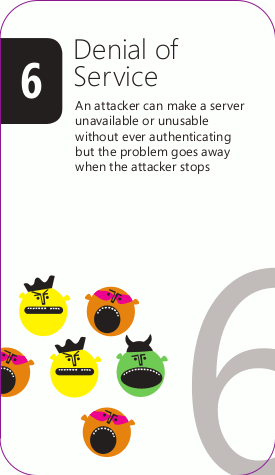 6
Denial of
Service
An attacker can make a server
unavailable or unusable
without ever authenticating
but the problem goes away
when the attacker stops
6